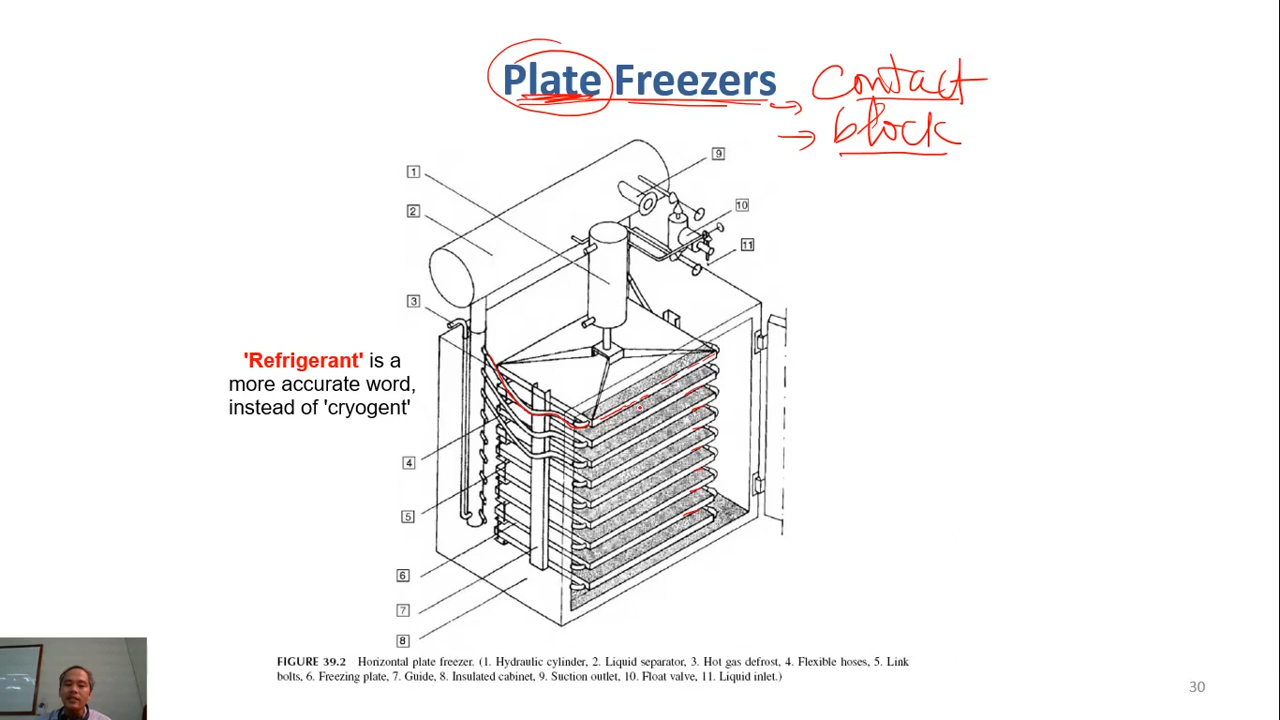 Plate Freezers
contact
block
1
9
2
10
11
3
'Refrigerant' is a
more accurate word,
instead of 'cryogent'
4
5
6
7
8
FIGURE 39.2 Horizontal plate freezer. (1. Hydraulic cylinder, 2. Liquid separator, 3. Hot gas defrost, 4. Flexible hoses, 5. Link
bolts, 6. Freezing plate, 7. Guide, 8. Insulated cabinet, 9. Suction outlet, 10. Float valve, 11. Liquid inlet.)
30